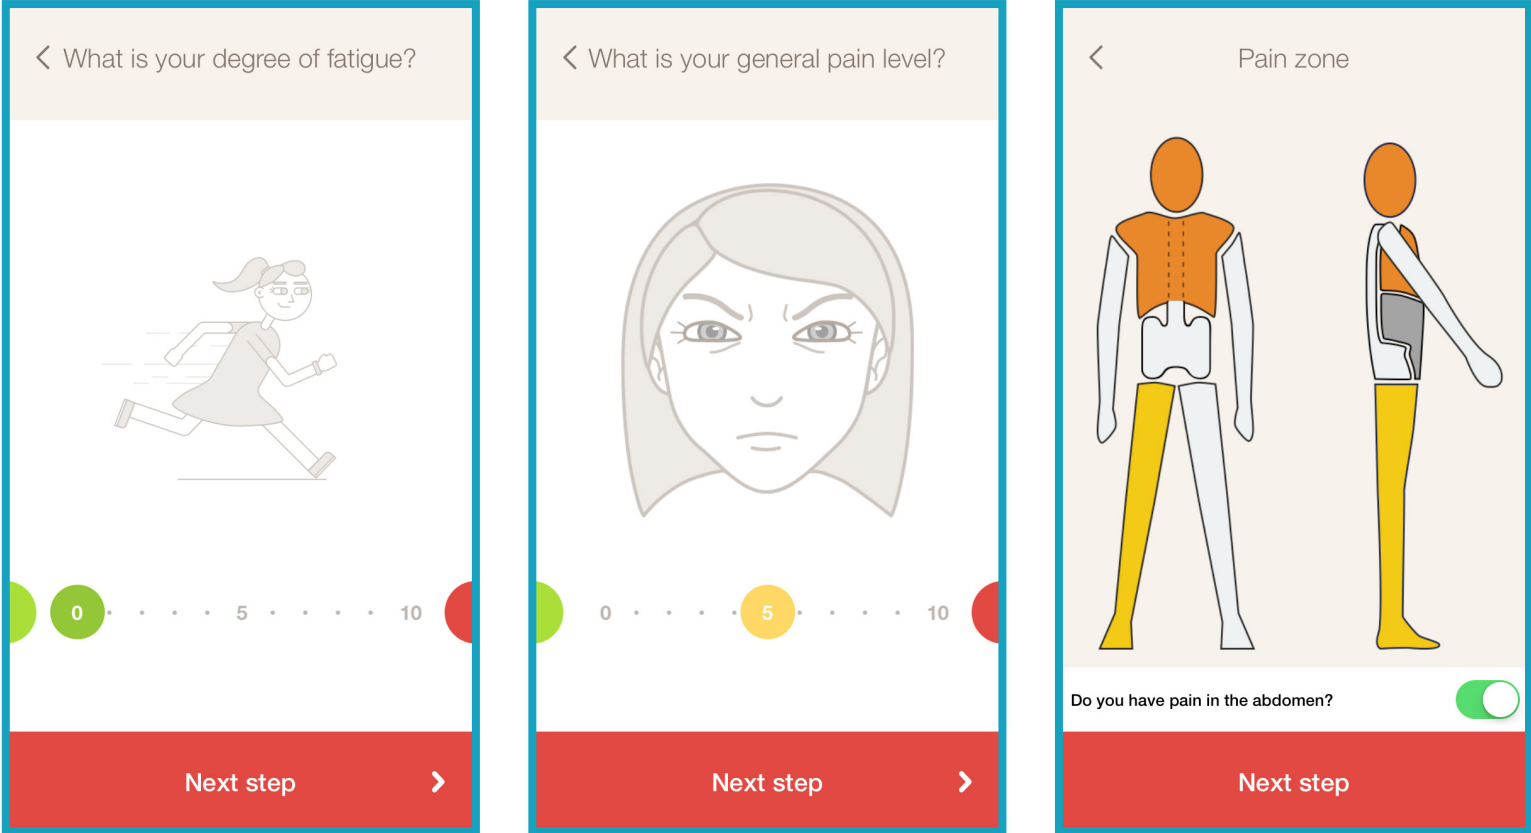 What is your degree of fatigue?
0 5 10
Next step
What is your general pain level?
0 5 10
Next step
Pain zone
Do you have pain in the abdomen?
Next step